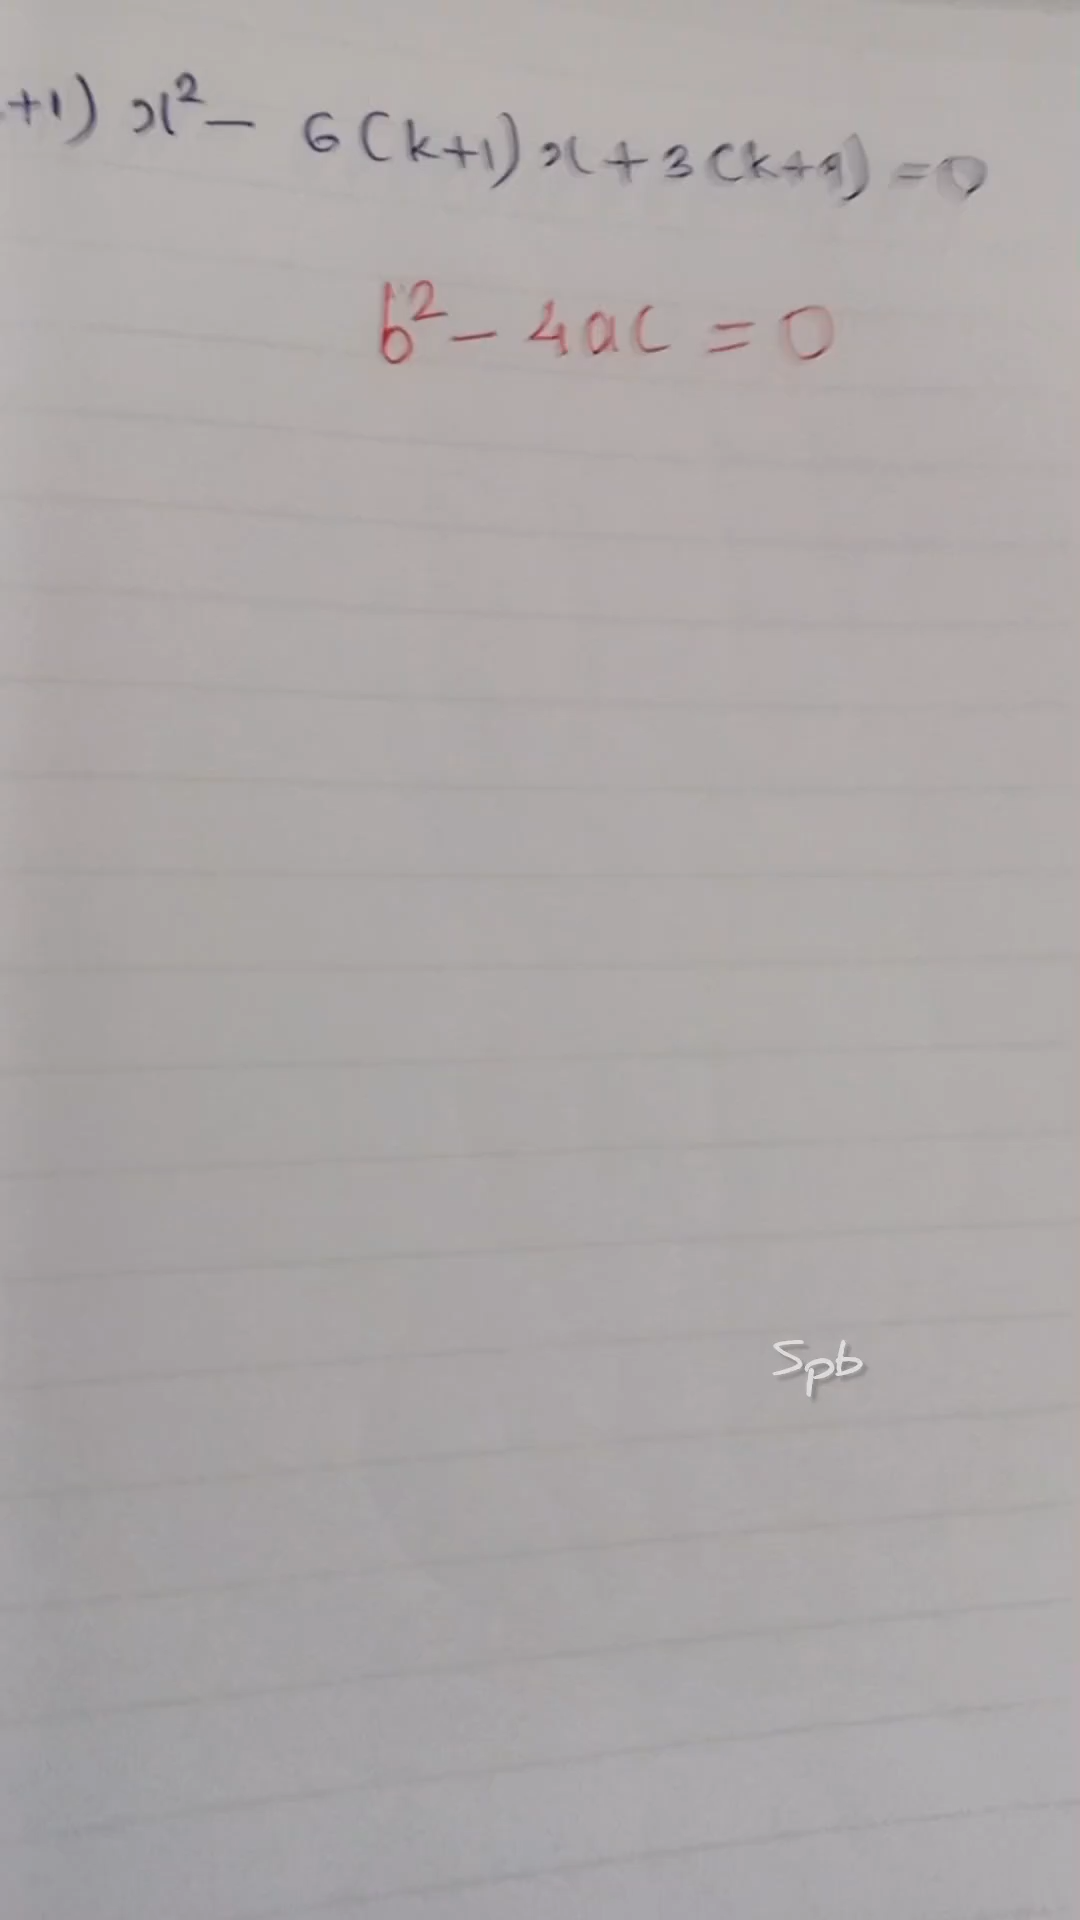 +1) x² - 6(k+1)x+3(k+9)=0
b² - 4ac = 0
Spb